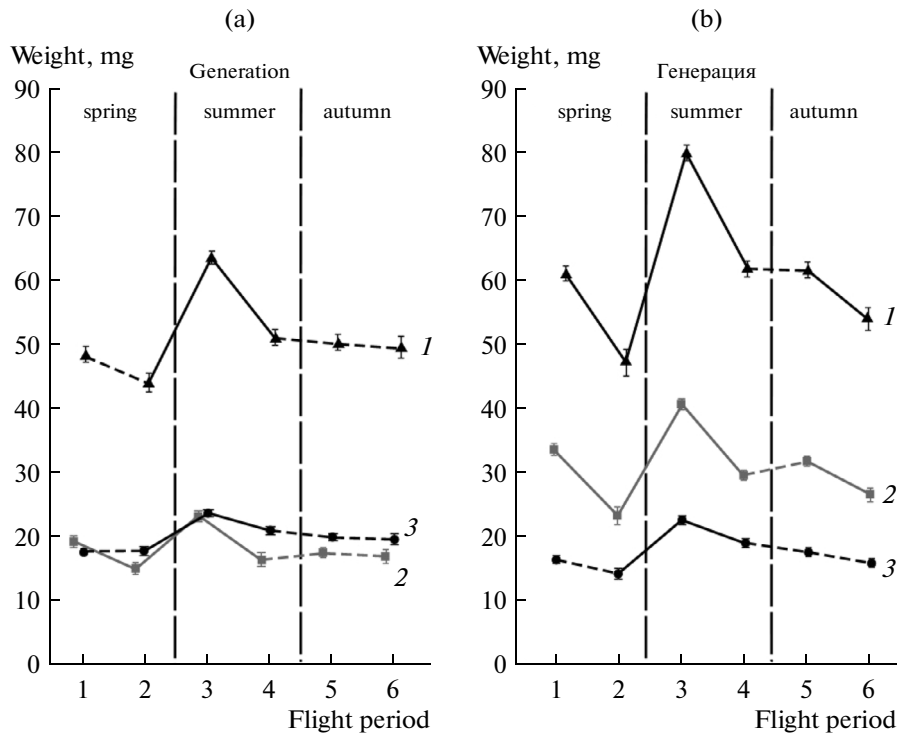 (a)
Weight, mg
Generation
spring
summer
autumn
90
80
70
60
50
40
30
20
10
0
1
3
2
1 2 3 4 5 6
Flight period
(b)
Weight, mg
Генерация
spring
summer
autumn
90
80
70
60
50
40
30
20
10
0
1
2
3
1 2 3 4 5 6
Flight period